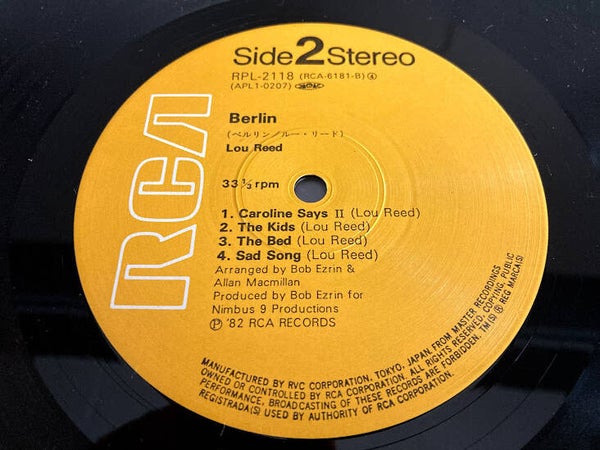 RCA
Side 2 Stereo
RPL-2118 (RCA-6181-B) ④
(APL1-0207)
Berlin
(ベルリン/ルー・リード)
Lou Reed
33 ⅓ rpm
1. Caroline Says II (Lou Reed)
2. The Kids (Lou Reed)
3. The Bed (Lou Reed)
4. Sad Song (Lou Reed)
Arranged by Bob Ezrin &
Allan Macmillan
Produced by Bob Ezrin for
Nimbus 9 Productions
Ⓟ '82 RCA RECORDS
MANUFACTURED BY RVC CORPORATION, TOKYO, JAPAN, FROM MASTER RECORDINGS
OWNED OR CONTROLLED BY RCA CORPORATION. ALL RIGHTS RESERVED, COPYING, PUBLIC
PERFORMANCE, BROADCASTING OF THESE RECORDS ARE FORBIDDEN. TM(S) ® REG MARCA(S)
REGISTRADA(S) USED BY AUTHORITY OF RCA CORPORATION.